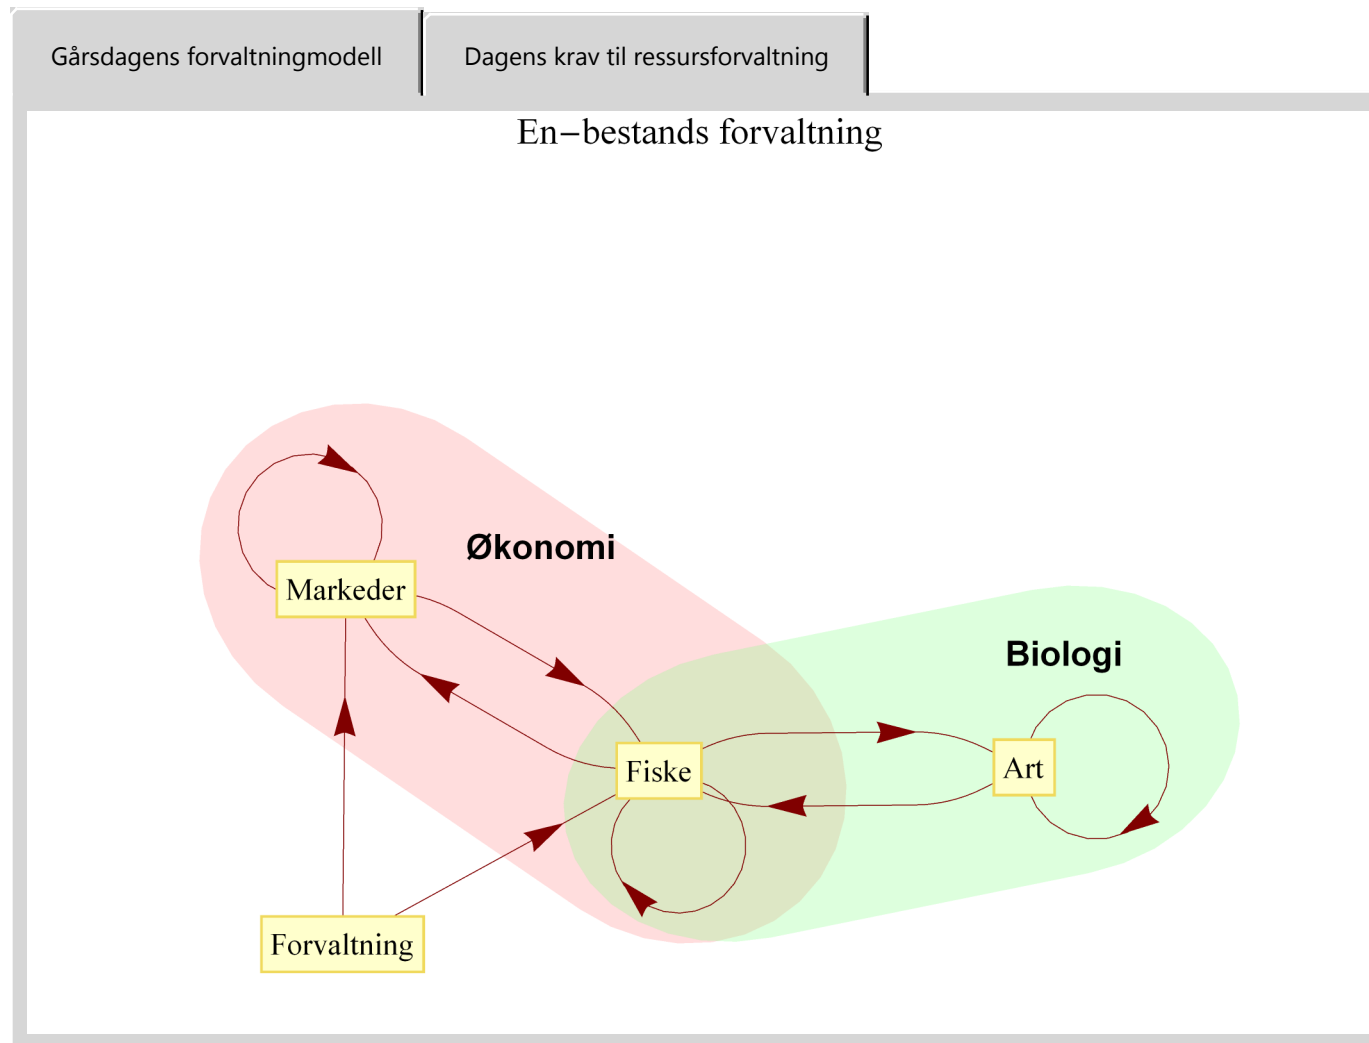 Gårsdagens forvaltningmodell
Dagens krav til ressursforvaltning
En−bestands forvaltning
Økonomi
Markeder
Biologi
Fiske
Art
Forvaltning